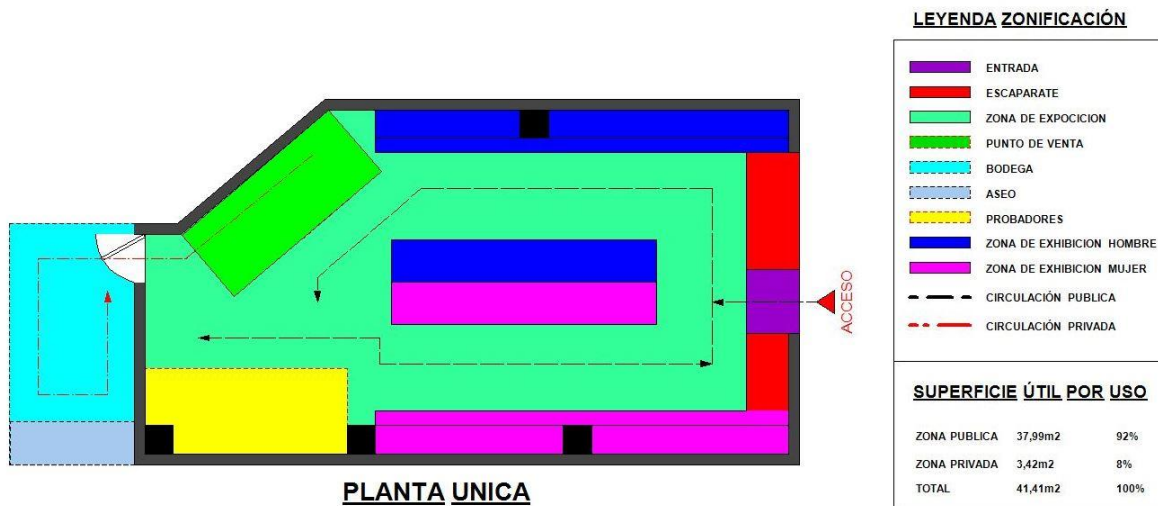 LEYENDA ZONIFICACIÓN
ENTRADA
ESCAPARATE
ZONA DE EXPOCICION
PUNTO DE VENTA
BODEGA
ASEO
PROBADORES
ZONA DE EXHIBICION HOMBRE
ZONA DE EXHIBICION MUJER
CIRCULACIÓN PUBLICA
CIRCULACIÓN PRIVADA
ACCESO
SUPERFICIE ÚTIL POR USO
ZONA PUBLICA 37,99m2 92%
ZONA PRIVADA 3,42m2 8%
TOTAL 41,41m2 100%
PLANTA UNICA